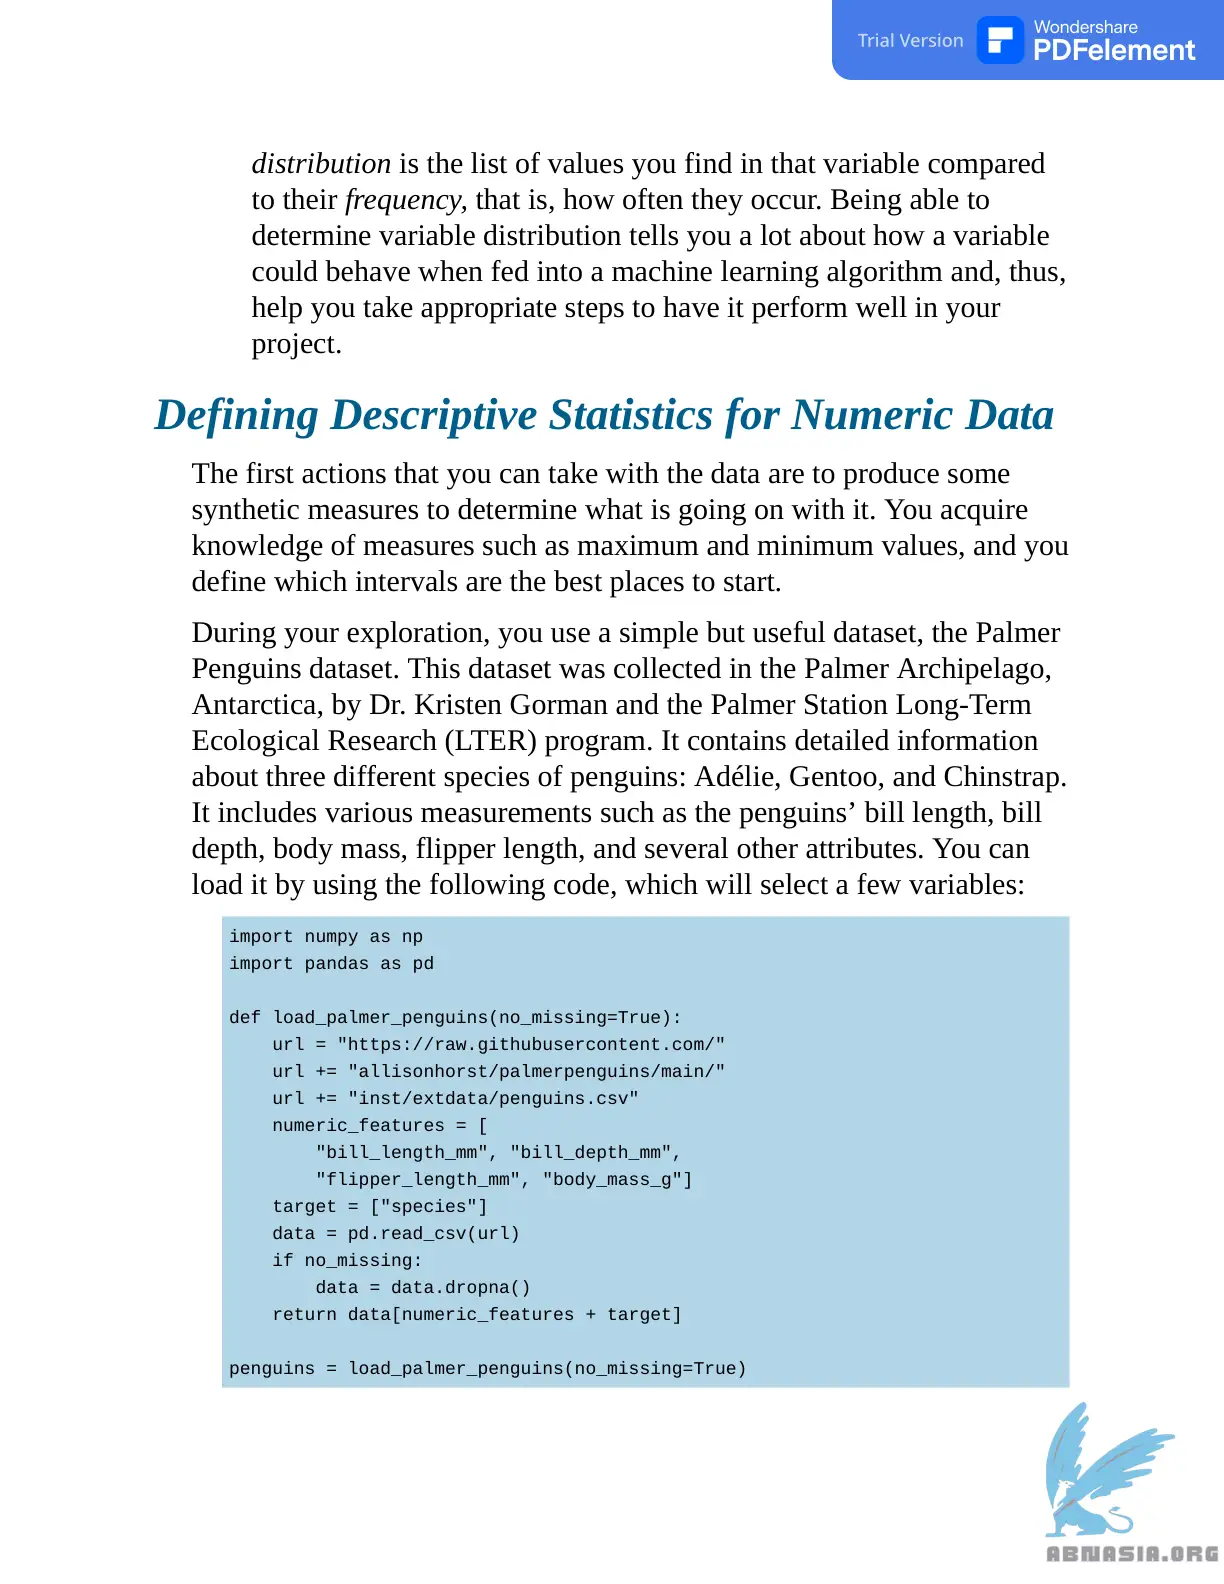 Trial Version
Wondershare
PDFelement
distribution is the list of values you find in that variable compared
to their frequency, that is, how often they occur. Being able to
determine variable distribution tells you a lot about how a variable
could behave when fed into a machine learning algorithm and, thus,
help you take appropriate steps to have it perform well in your
project.
Defining Descriptive Statistics for Numeric Data
The first actions that you can take with the data are to produce some
synthetic measures to determine what is going on with it. You acquire
knowledge of measures such as maximum and minimum values, and you
define which intervals are the best places to start.
During your exploration, you use a simple but useful dataset, the Palmer
Penguins dataset. This dataset was collected in the Palmer Archipelago,
Antarctica, by Dr. Kristen Gorman and the Palmer Station Long-Term
Ecological Research (LTER) program. It contains detailed information
about three different species of penguins: Adélie, Gentoo, and Chinstrap.
It includes various measurements such as the penguins’ bill length, bill
depth, body mass, flipper length, and several other attributes. You can
load it by using the following code, which will select a few variables:
import numpy as np
import pandas as pd
def load_palmer_penguins(no_missing=True):
    url = "https://raw.githubusercontent.com/"
    url += "allisonhorst/palmerpenguins/main/"
    url += "inst/extdata/penguins.csv"
    numeric_features = [
        "bill_length_mm", "bill_depth_mm",
        "flipper_length_mm", "body_mass_g"]
    target = ["species"]
    data = pd.read_csv(url)
    if no_missing:
        data = data.dropna()
    return data[numeric_features + target]
penguins = load_palmer_penguins(no_missing=True)
ABNASIA.ORG